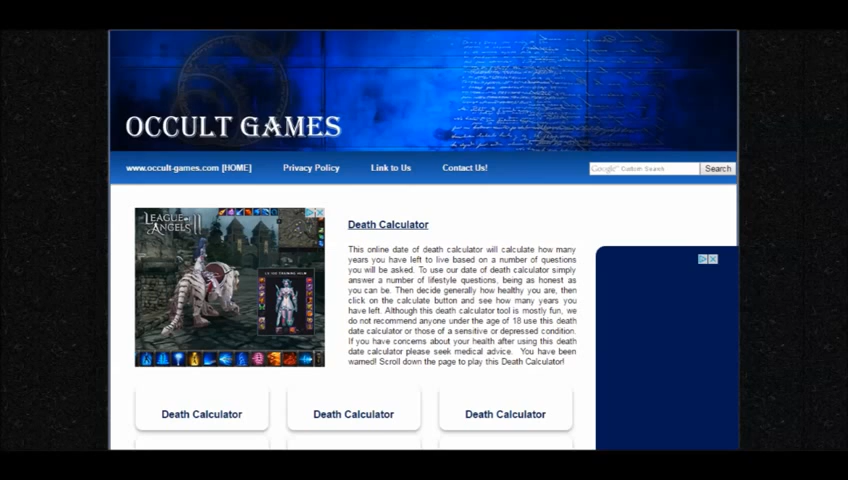 OCCULT GAMES
www.occult-games.com [HOME]
Privacy Policy
Link to Us
Contact Us!
Google Custom Search
Search
LEAGUE OF ANGELS II
Death Calculator
This online date of death calculator will calculate how many
years you have left to live based on a number of questions
you will be asked. To use our date of death calculator simply
answer a number of lifestyle questions, being as honest as
you can be. Then decide generally how healthy you are, then
click on the calculate button and see how many years you
have left. Although this death calculator tool is mostly fun, we
do not recommend anyone under the age of 18 use this death
date calculator or those of a sensitive or depressed condition.
If you have concerns about your health after using this death
date calculator please seek medical advice. You have been
warned! Scroll down the page to play this Death Calculator!
Death Calculator
Death Calculator
Death Calculator